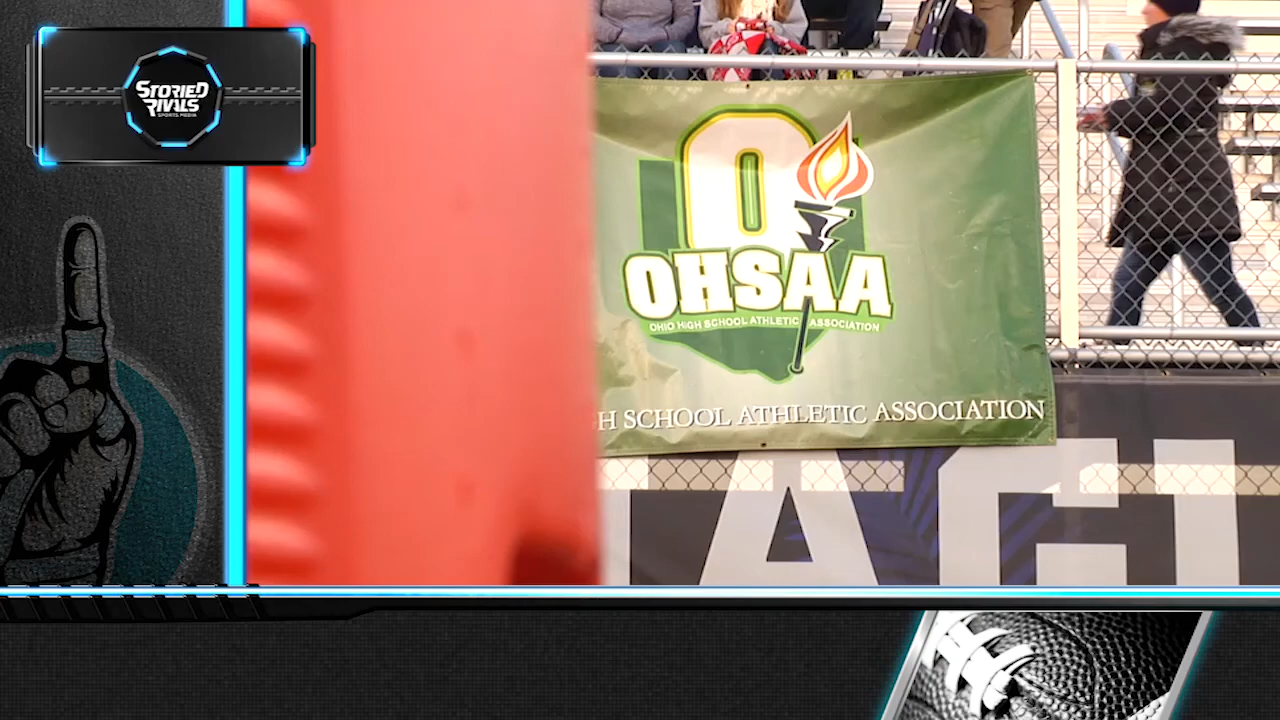 STORIED
RIVALS
SPORTS MEDIA
O
OHSAA
OHIO HIGH SCHOOL ATHLETIC ASSOCIATION
H SCHOOL ATHLETIC ASSOCIATION